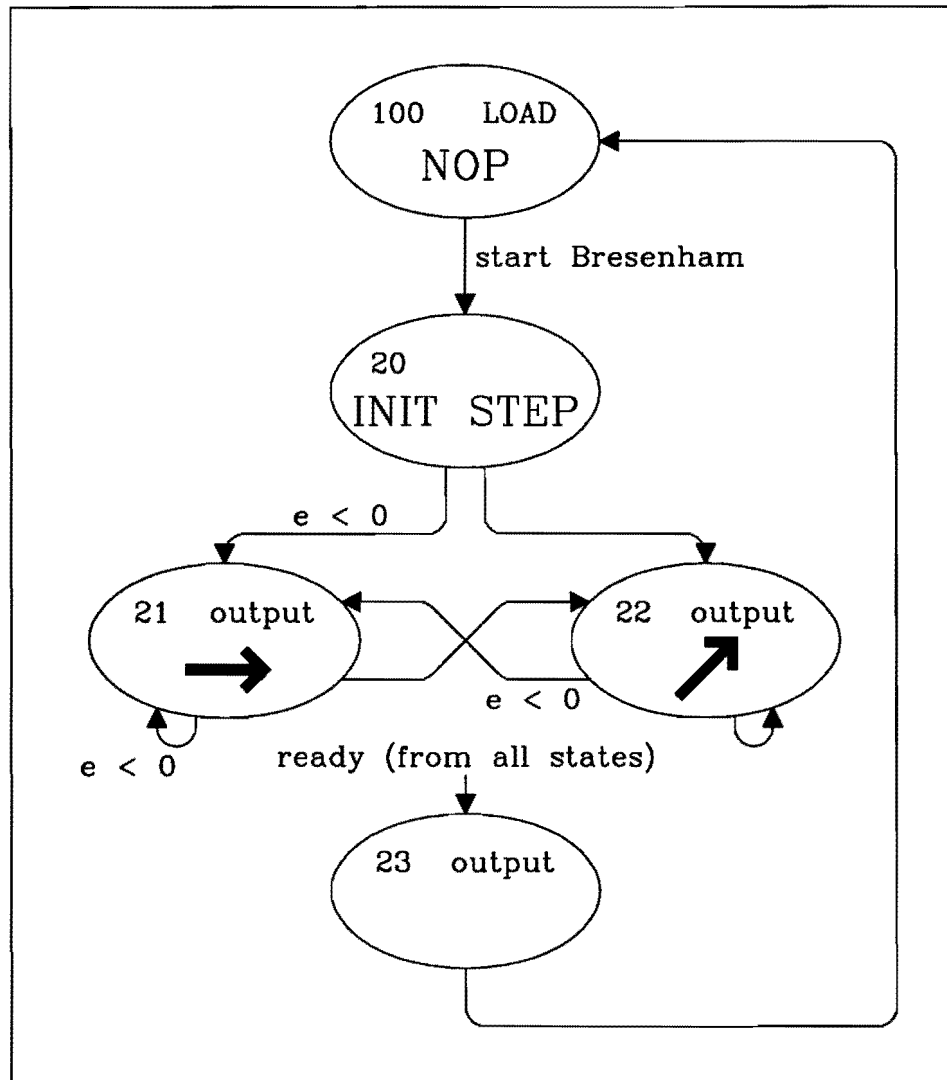 100 LOAD
NOP
start Bresenham
20
INIT STEP
e < 0
21 output
22 output
e < 0
e < 0
ready (from all states)
23 output